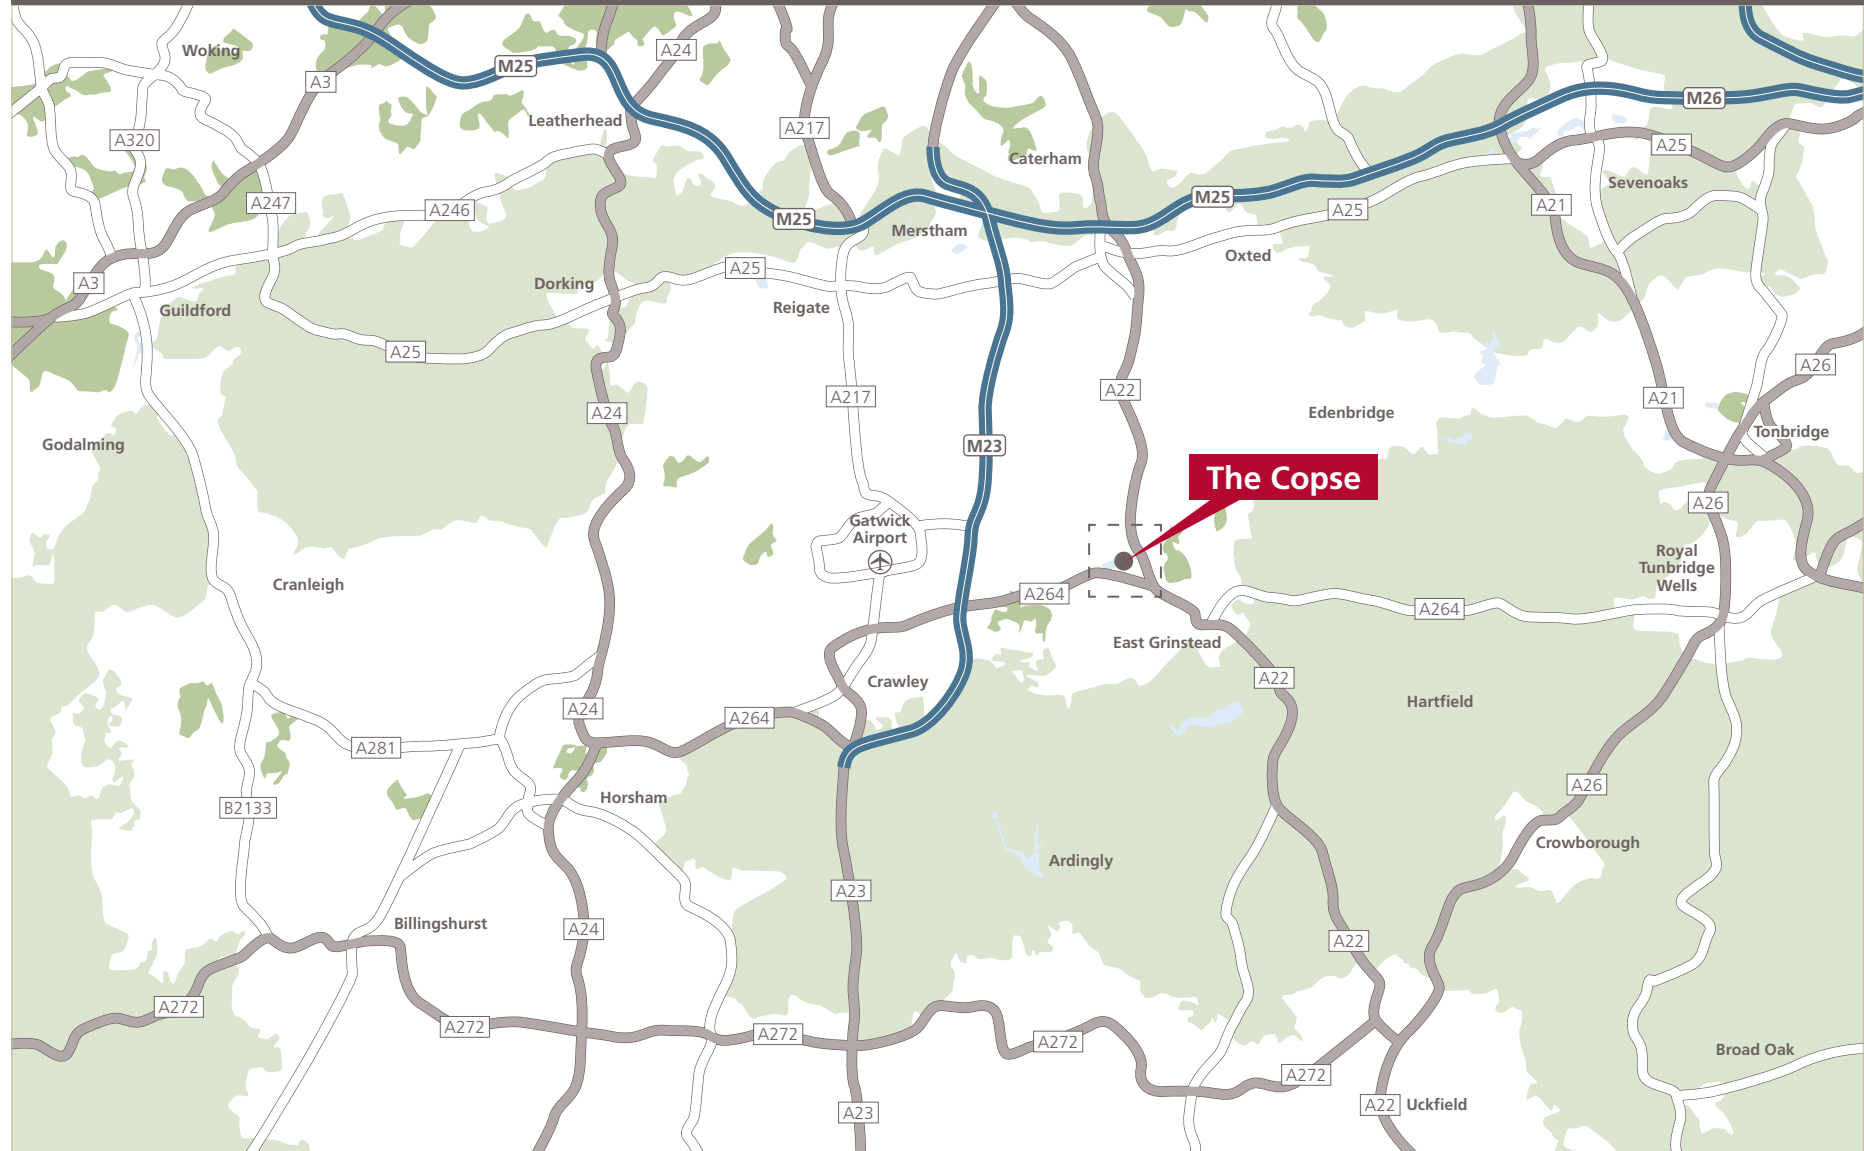 Woking
A24
M25
A3
M26
Leatherhead
A217
A320
A25
Caterham
Sevenoaks
M25
A247
A246
A21
A25
M25
Merstham
Oxted
A25
A3
Dorking
Guildford
Reigate
A25
A26
A22
A217
A21
A24
Edenbridge
Tonbridge
Godalming
M23
The Copse
A26
Gatwick
Airport
Royal
Tunbridge
Wells
Cranleigh
A264
A264
East Grinstead
A22
Crawley
Hartfield
A24
A264
A281
A26
Horsham
B2133
Crowborough
Ardingly
A23
Billingshurst
A24
A22
A272
A272
A272
A272
Broad Oak
A272
A22
Uckfield
A23